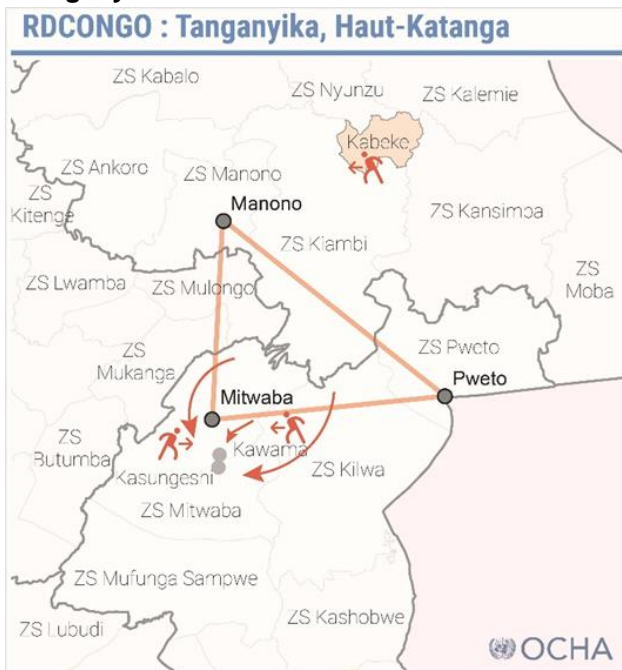 RDCONGO : Tanganyika, Haut-Katanga
ZS Kabalo
ZS Nyunzu
ZS Kalemie
Kabeke
ZS Ankoro
ZS Manono
ZS
Kitenge
Manono
ZS Kansimba
ZS Kiambi
ZS
Moba
ZS Lwamba
ZS Mulongo
ZS
Mukanga
ZS Pweto
Pweto
Mitwaba
ZS
Butumba
Kawama
Kasungeshi
ZS Kilwa
ZS Mitwaba
ZS Mufunga Sampwe
ZS Kashobwe
ZS Lubudi
OCHA